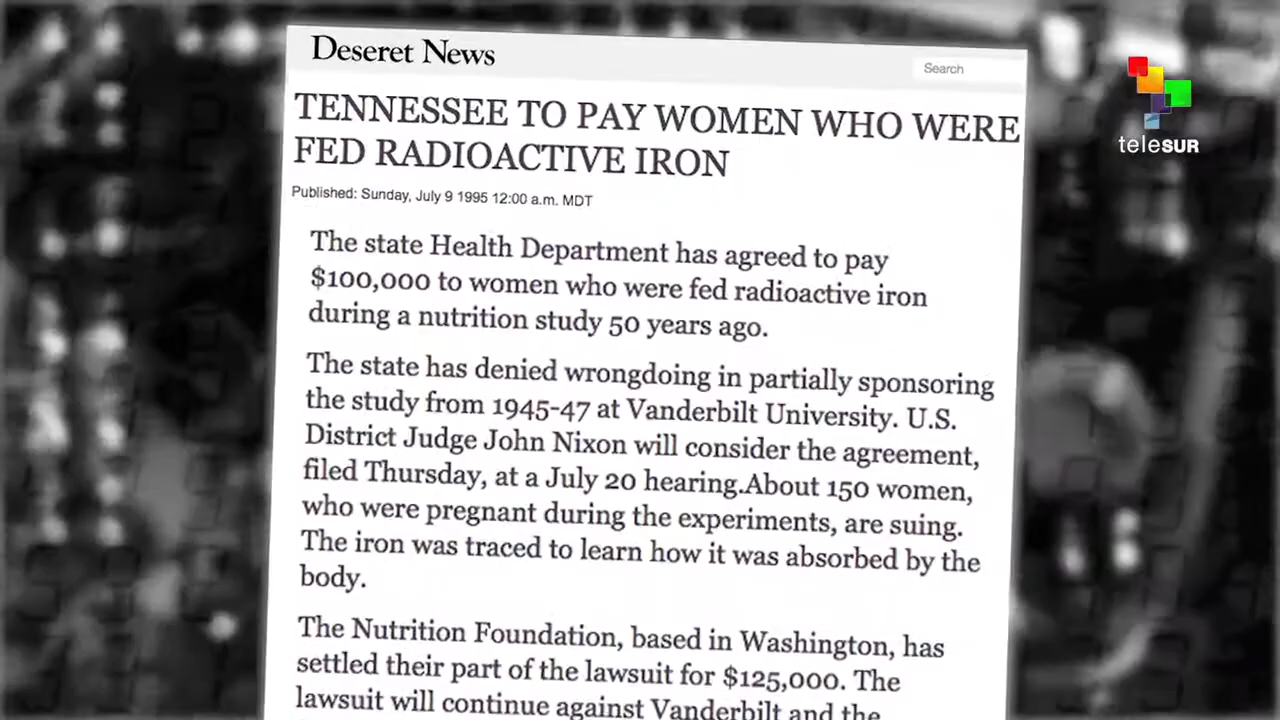 Deseret News
Search
teleSUR
TENNESSEE TO PAY WOMEN WHO WERE
FED RADIOACTIVE IRON
Published: Sunday, July 9 1995 12:00 a.m. MDT
The state Health Department has agreed to pay
$100,000 to women who were fed radioactive iron
during a nutrition study 50 years ago.
The state has denied wrongdoing in partially sponsoring
the study from 1945-47 at Vanderbilt University. U.S.
District Judge John Nixon will consider the agreement,
filed Thursday, at a July 20 hearing.About 150 women,
who were pregnant during the experiments, are suing.
The iron was traced to learn how it was absorbed by the
body.
The Nutrition Foundation, based in Washington, has
settled their part of the lawsuit for $125,000. The
lawsuit will continue against Vanderbilt and the